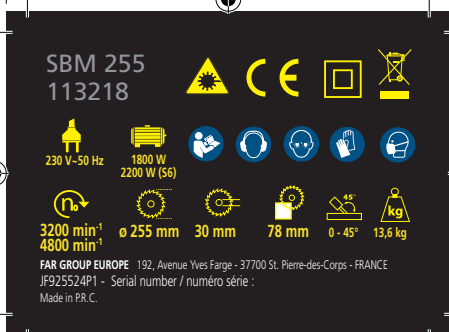 SBM 255
113218
CE
230 V~50 Hz
1800 W
2200 W (S6)
n₀
45°
kg
3200 min⁻¹
4800 min⁻¹
ø 255 mm
30 mm
78 mm
0 - 45°
13,6 kg
FAR GROUP EUROPE 192, Avenue Yves Farge - 37700 St. Pierre-des-Corps - FRANCE
JF925524P1 - Serial number / numéro série :
Made in P.R.C.